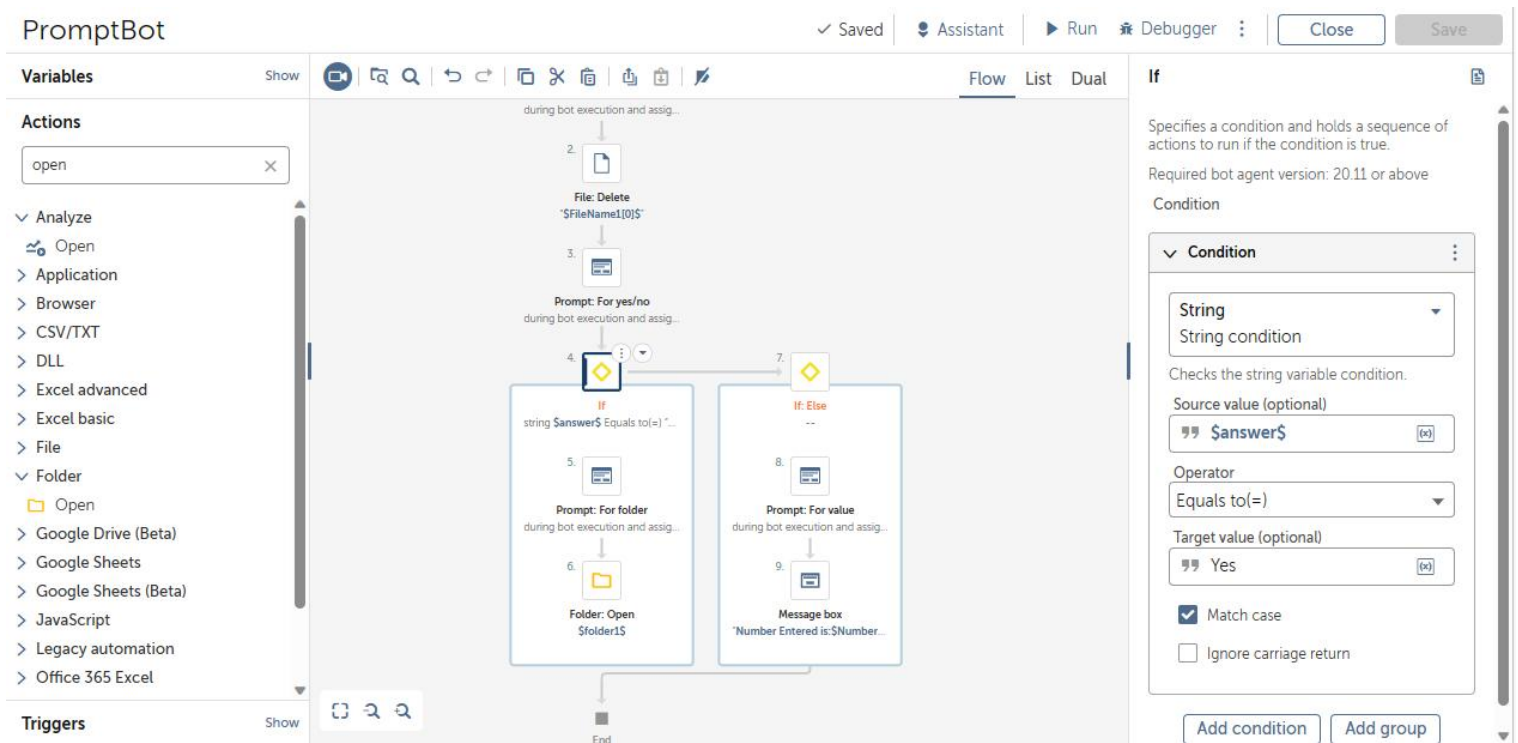 PromptBot
Saved
Assistant
Run
Debugger
Close
Save
Variables
Show
Flow
List
Dual
If
Actions
open
Analyze
Open
Application
Browser
CSV/TXT
DLL
Excel advanced
Excel basic
File
Folder
Open
Google Drive (Beta)
Google Sheets
Google Sheets (Beta)
JavaScript
Legacy automation
Office 365 Excel
Triggers
Show
during bot execution and assig...
2.
File: Delete
"$FileName1[0]$"
3.
Prompt: For yes/no
during bot execution and assig...
4.
If
string $answer$ Equals to(=) "...
5.
Prompt: For folder
during bot execution and assig...
6.
Folder: Open
$folder1$
7.
If: Else
--
8.
Prompt: For value
during bot execution and assig...
9.
Message box
"Number Entered is:$Number...
End
Specifies a condition and holds a sequence of
actions to run if the condition is true.
Required bot agent version: 20.11 or above
Condition
Condition
String
String condition
Checks the string variable condition.
Source value (optional)
$answer$
(x)
Operator
Equals to(=)
Target value (optional)
Yes
(x)
Match case
Ignore carriage return
Add condition
Add group